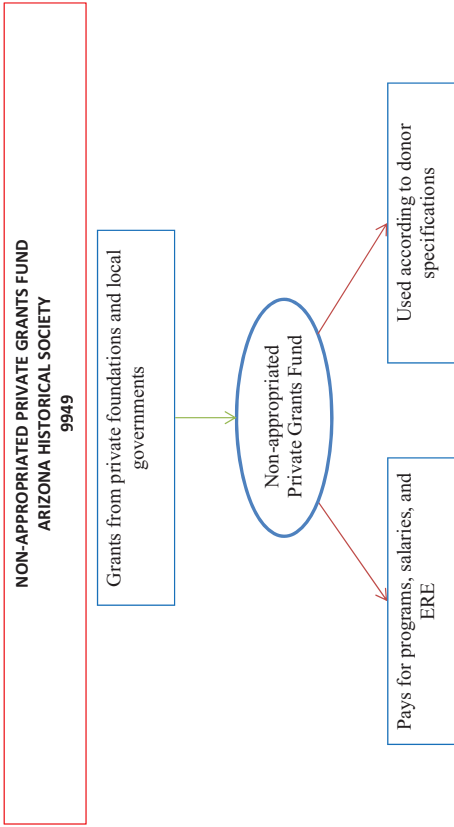 NON-APPROPRIATED PRIVATE GRANTS FUND
ARIZONA HISTORICAL SOCIETY
9949
Grants from private foundations and local
governments
Non-appropriated
Private Grants Fund
Pays for programs, salaries, and
ERE
Used according to donor
specifications